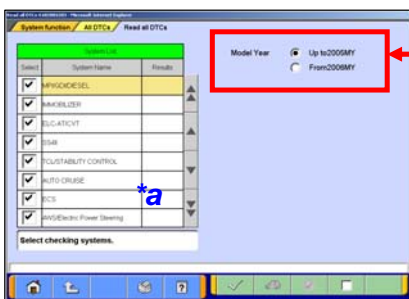 Read all DTCs
System function
All DTCs
Read all DTCs
System List
Select
System Name
Results
MPI/GDI/DIESEL
IMMOBILIZER
ELC-AT/CVT
SS4II
TCL/STABILITY CONTROL
AUTO CRUISE
ECS
AWS/Electric Power Steering
*a
Select checking systems.
Model Year
Up to2005MY
From2006MY
?